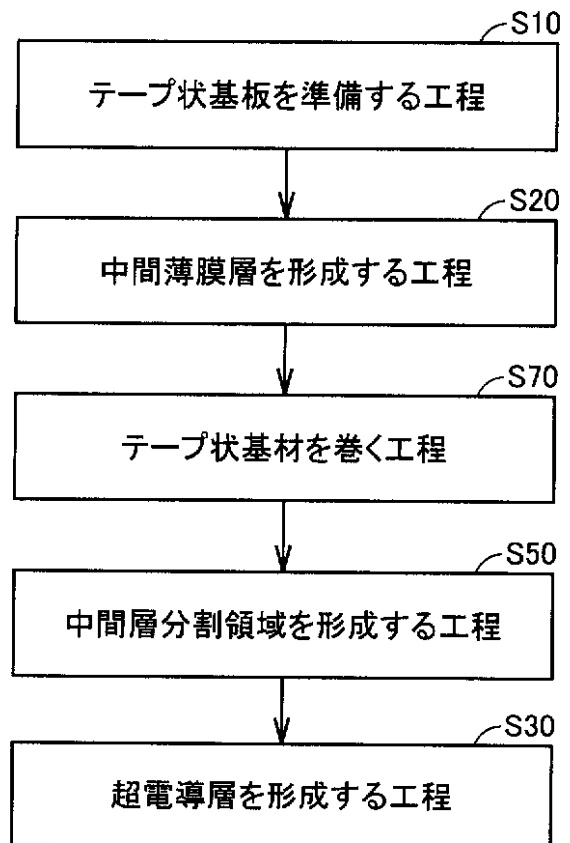 S10
テープ状基板を準備する工程
S20
中間薄膜層を形成する工程
S70
テープ状基材を巻く工程
S50
中間層分割領域を形成する工程
S30
超電導層を形成する工程